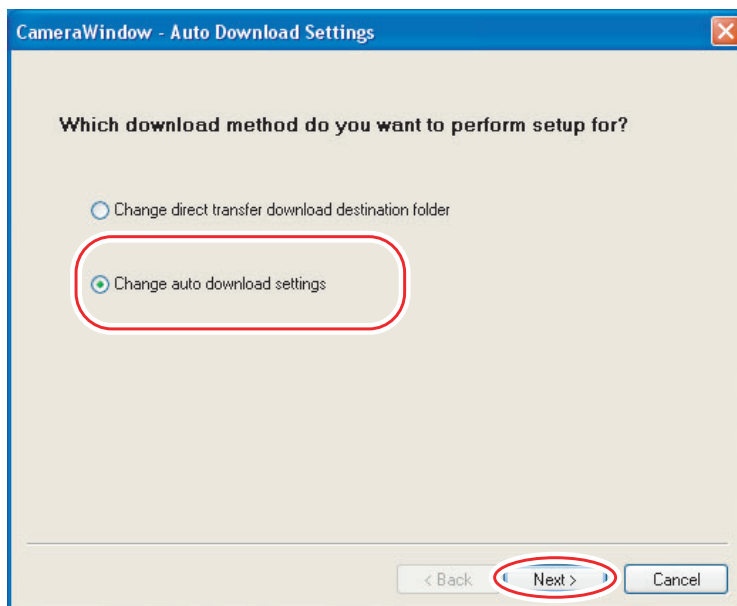 CameraWindow - Auto Download Settings
Which download method do you want to perform setup for?
Change direct transfer download destination folder
Change auto download settings
< Back
Next >
Cancel